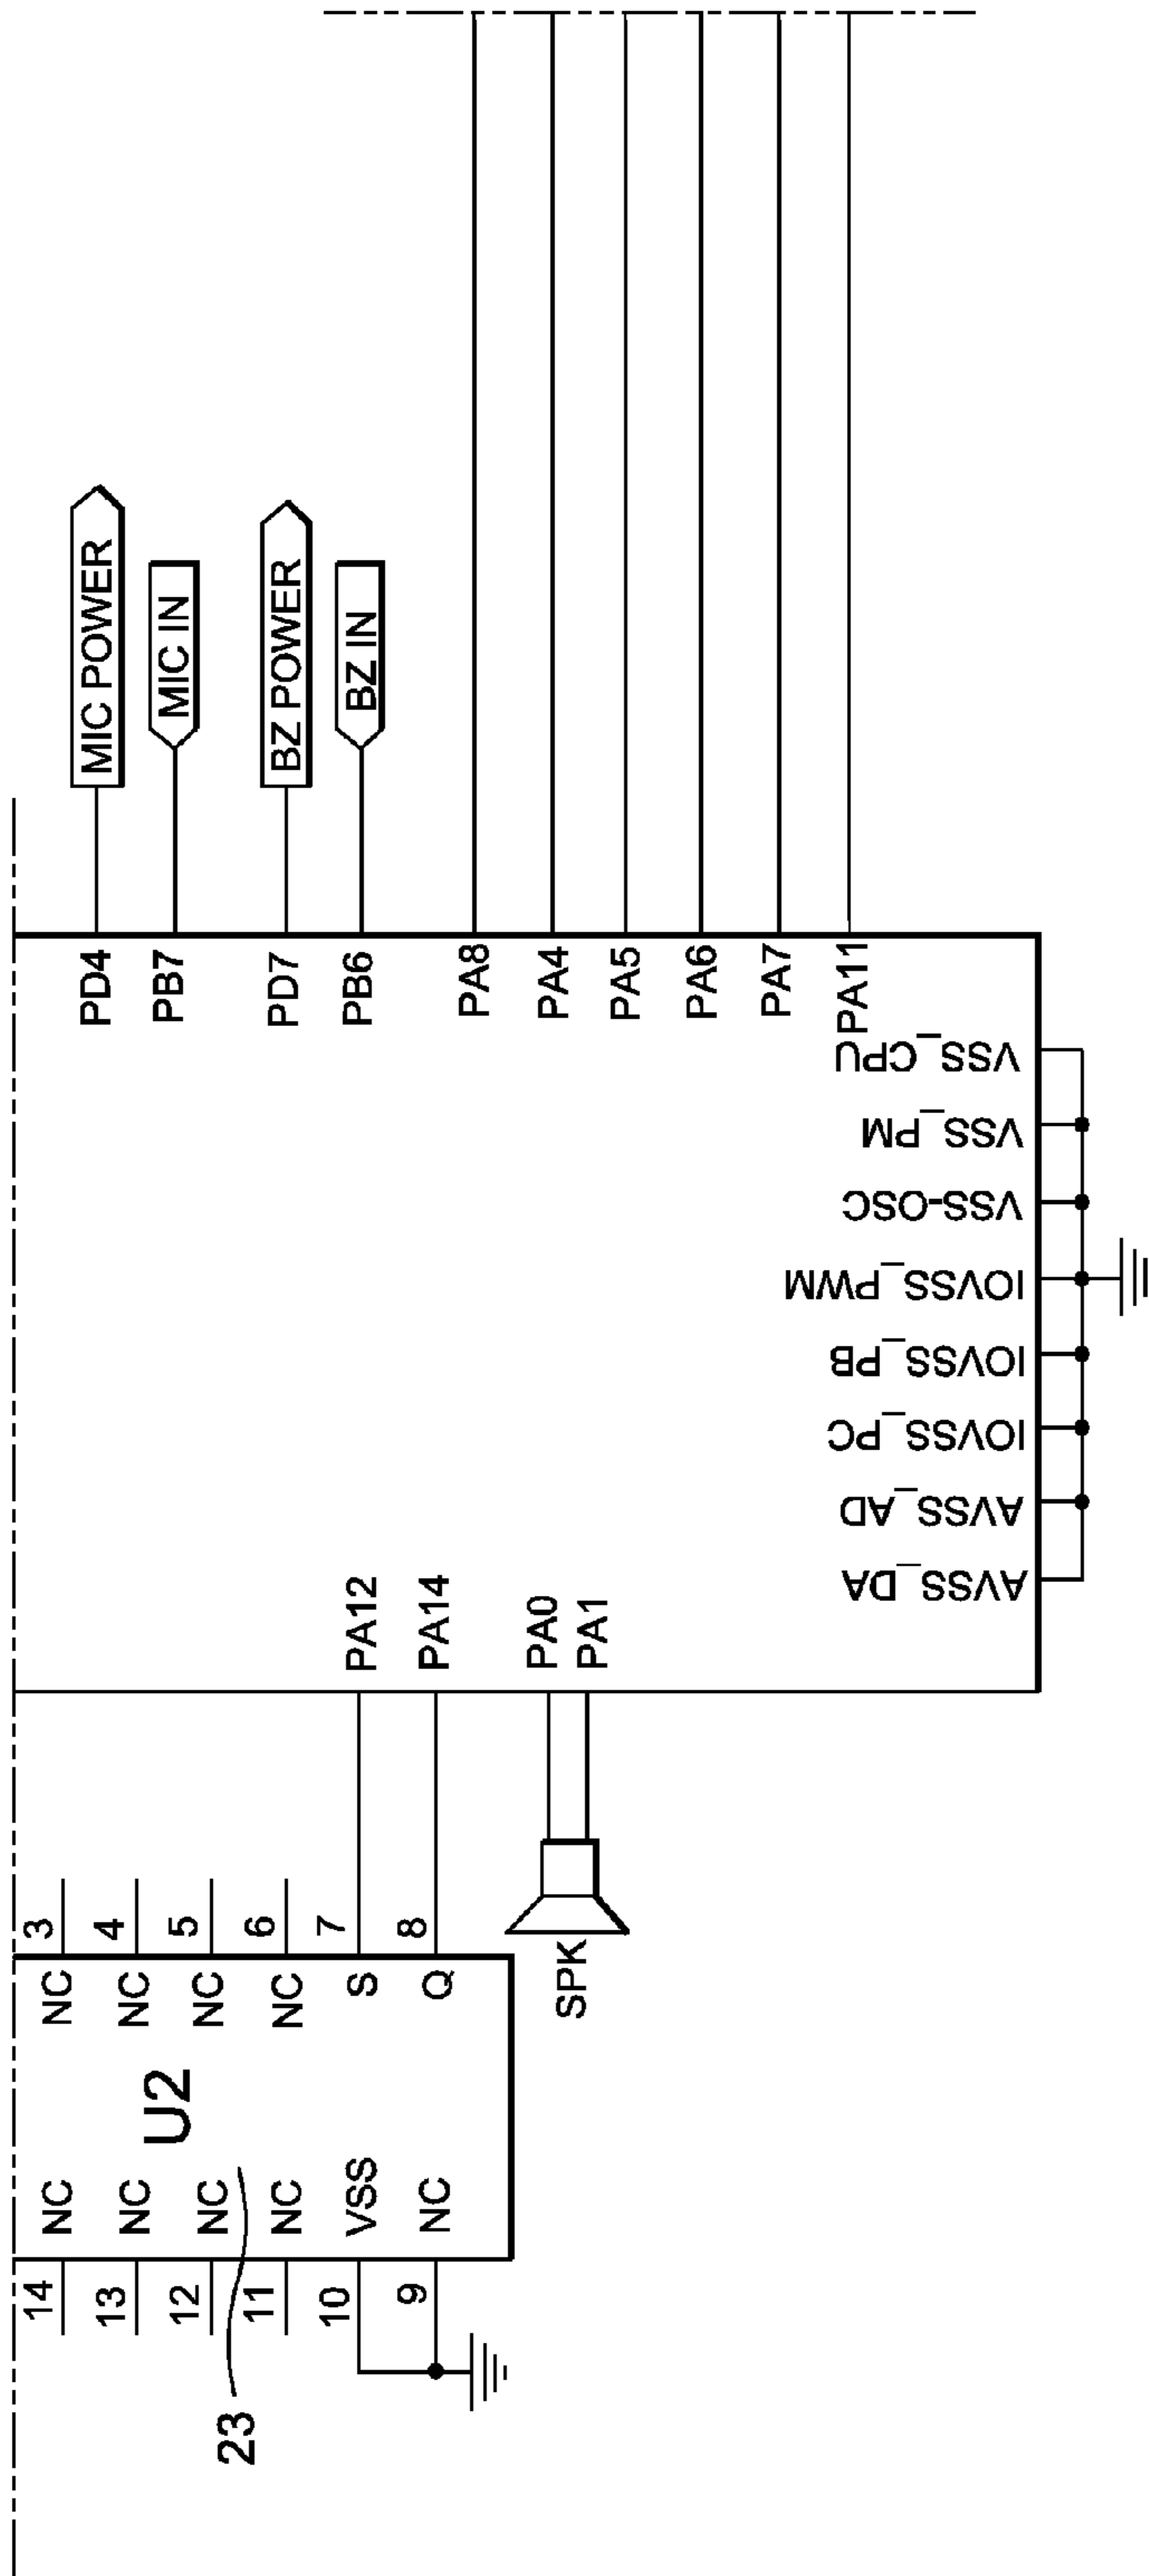 MIC POWER
MIC IN
BZ POWER
BZ IN
PD4
PB7
PD7
PB6
PA8
PA4
PA5
PA6
PA7
PA11
VSS_CPU
VSS_PM
VSS-OSC
IOVSS_PWM
IOVSS_PB
IOVSS_PC
AVSS_AD
AVSS_DA
PA12
PA14
PA0
PA1
SPK
3
4
5
6
7
8
NC
NC
NC
NC
S
Q
U2
NC
NC
NC
NC
VSS
NC
14
13
12
11
10
9
23